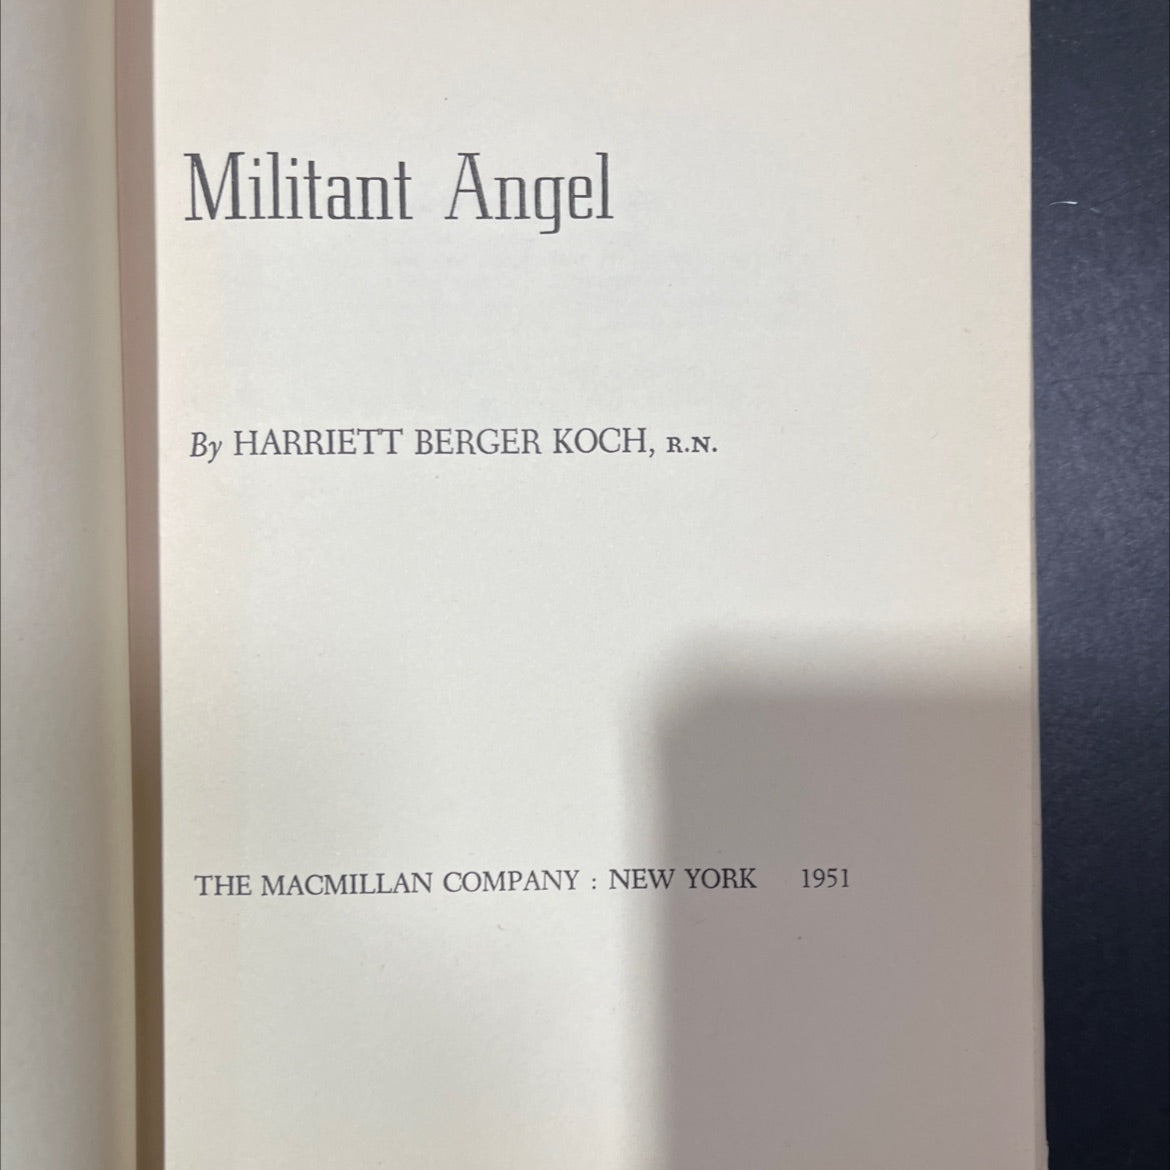 Militant Angel
By HARRIETT BERGER KOCH, R.N.
THE MACMILLAN COMPANY : NEW YORK 1951